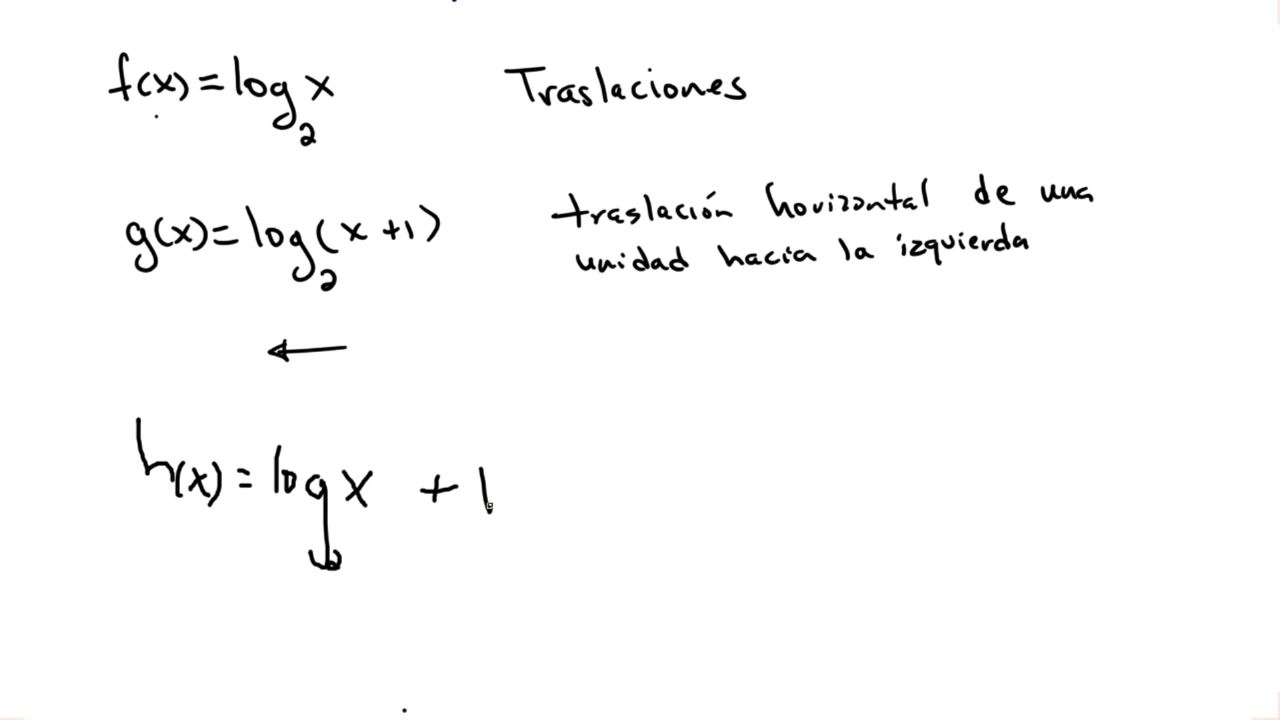 f(x) = log₂ x
Traslaciones
g(x) = log₂ (x +1)
traslación horizontal de una
unidad hacia la izquierda
h(x) = log₂ x + 1